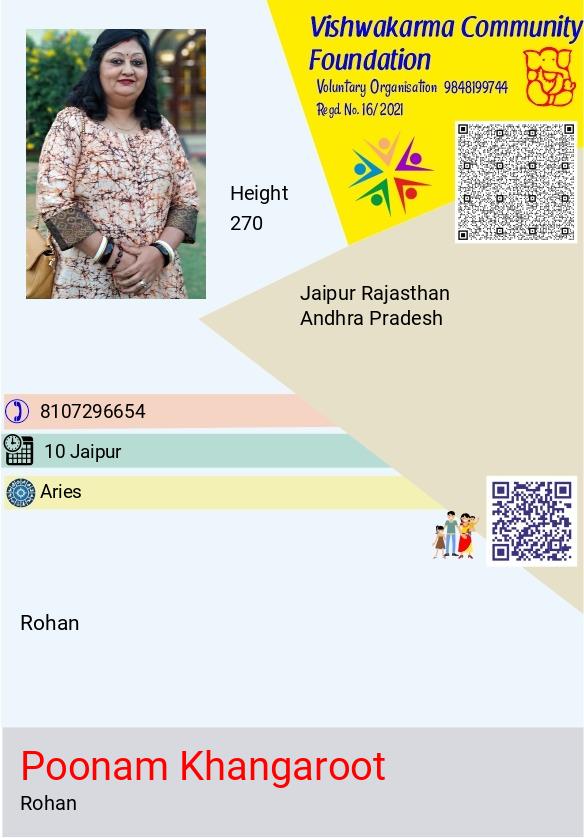 Vishwakarma Community
Foundation
Voluntary Organisation 9848199744
Regd. No. 16/2021
Height
270
Jaipur Rajasthan
Andhra Pradesh
8107296654
10 Jaipur
Aries
Rohan
Poonam Khangaroot
Rohan